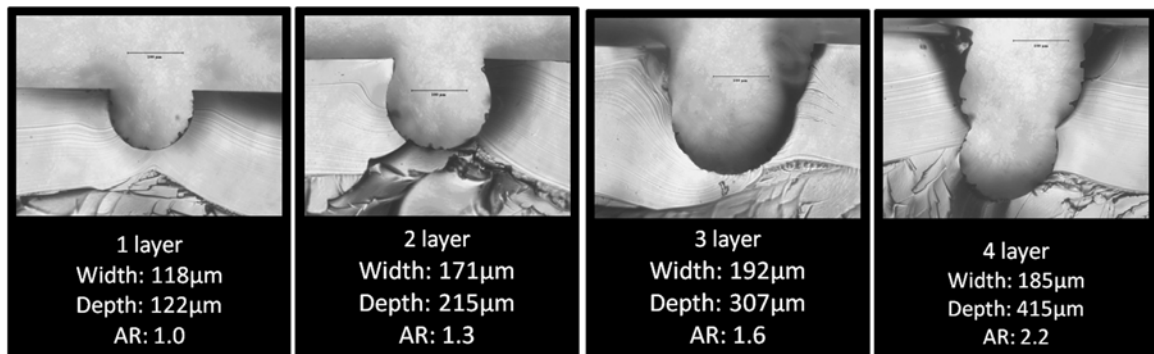 1 layer
Width: 118µm
Depth: 122µm
AR: 1.0
2 layer
Width: 171µm
Depth: 215µm
AR: 1.3
3 layer
Width: 192µm
Depth: 307µm
AR: 1.6
4 layer
Width: 185µm
Depth: 415µm
AR: 2.2